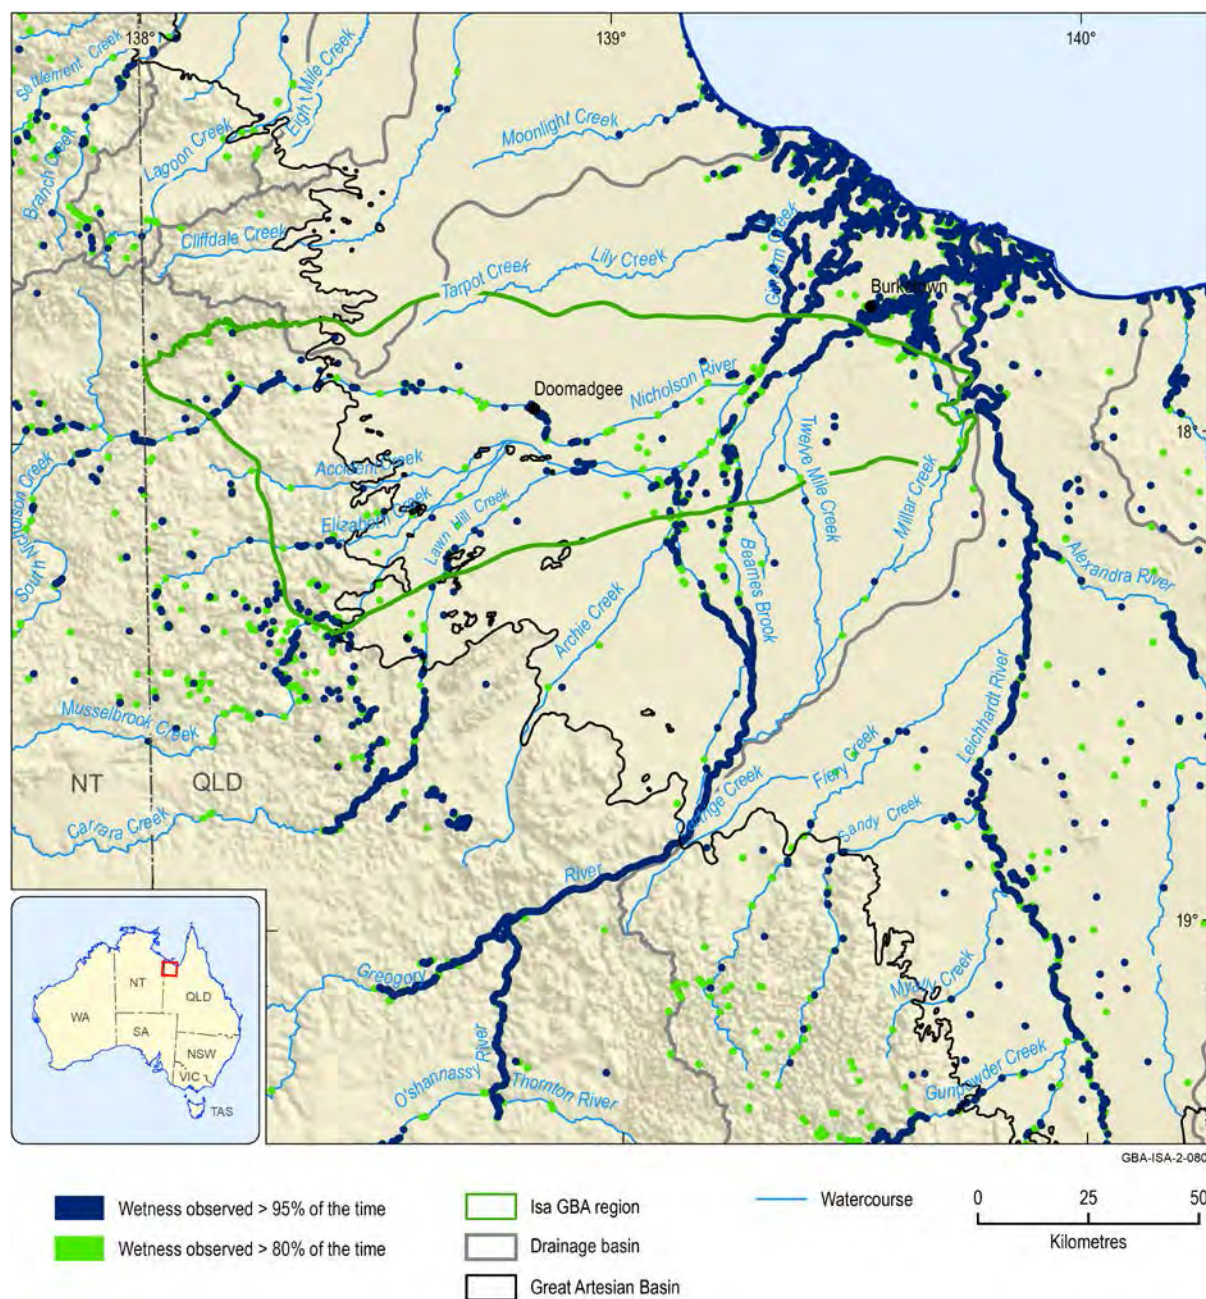 138°
139°
140°
Settlement Creek
Eight Mile Creek
Lagoon Creek
Branch Creek
Moonlight Creek
Cliffdale Creek
Lily Creek
Tarpot Creek
Burketown
Nicholson River
Doomadgee
18°
Accident Creek
Twelve Mile Creek
Millar Creek
Elizabeth Creek
Lawn Hill Creek
South Nicholson Creek
Beames Brook
Archie Creek
Alexandra River
Leichhardt River
Musselbrook Creek
NT
QLD
Fiery Creek
Sandy Creek
Carrara Creek
River
19°
Greogory
Myally Creek
O'shannassy River
Thornton River
Gunpowder Creek
NT
QLD
WA
SA
NSW
VIC
TAS
GBA-ISA-2-080
Wetness observed > 95% of the time
Wetness observed > 80% of the time
Isa GBA region
Drainage basin
Great Artesian Basin
Watercourse
0 25 50
Kilometres